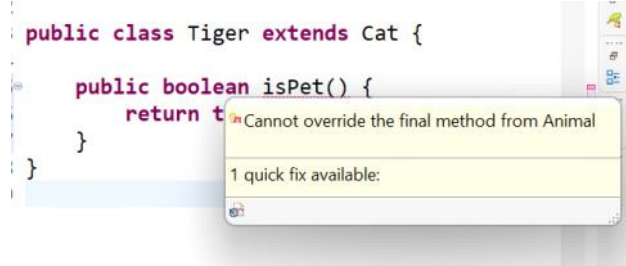 public class Tiger extends Cat {
public boolean isPet() {
return t
}
}
Cannot override the final method from Animal
1 quick fix available: